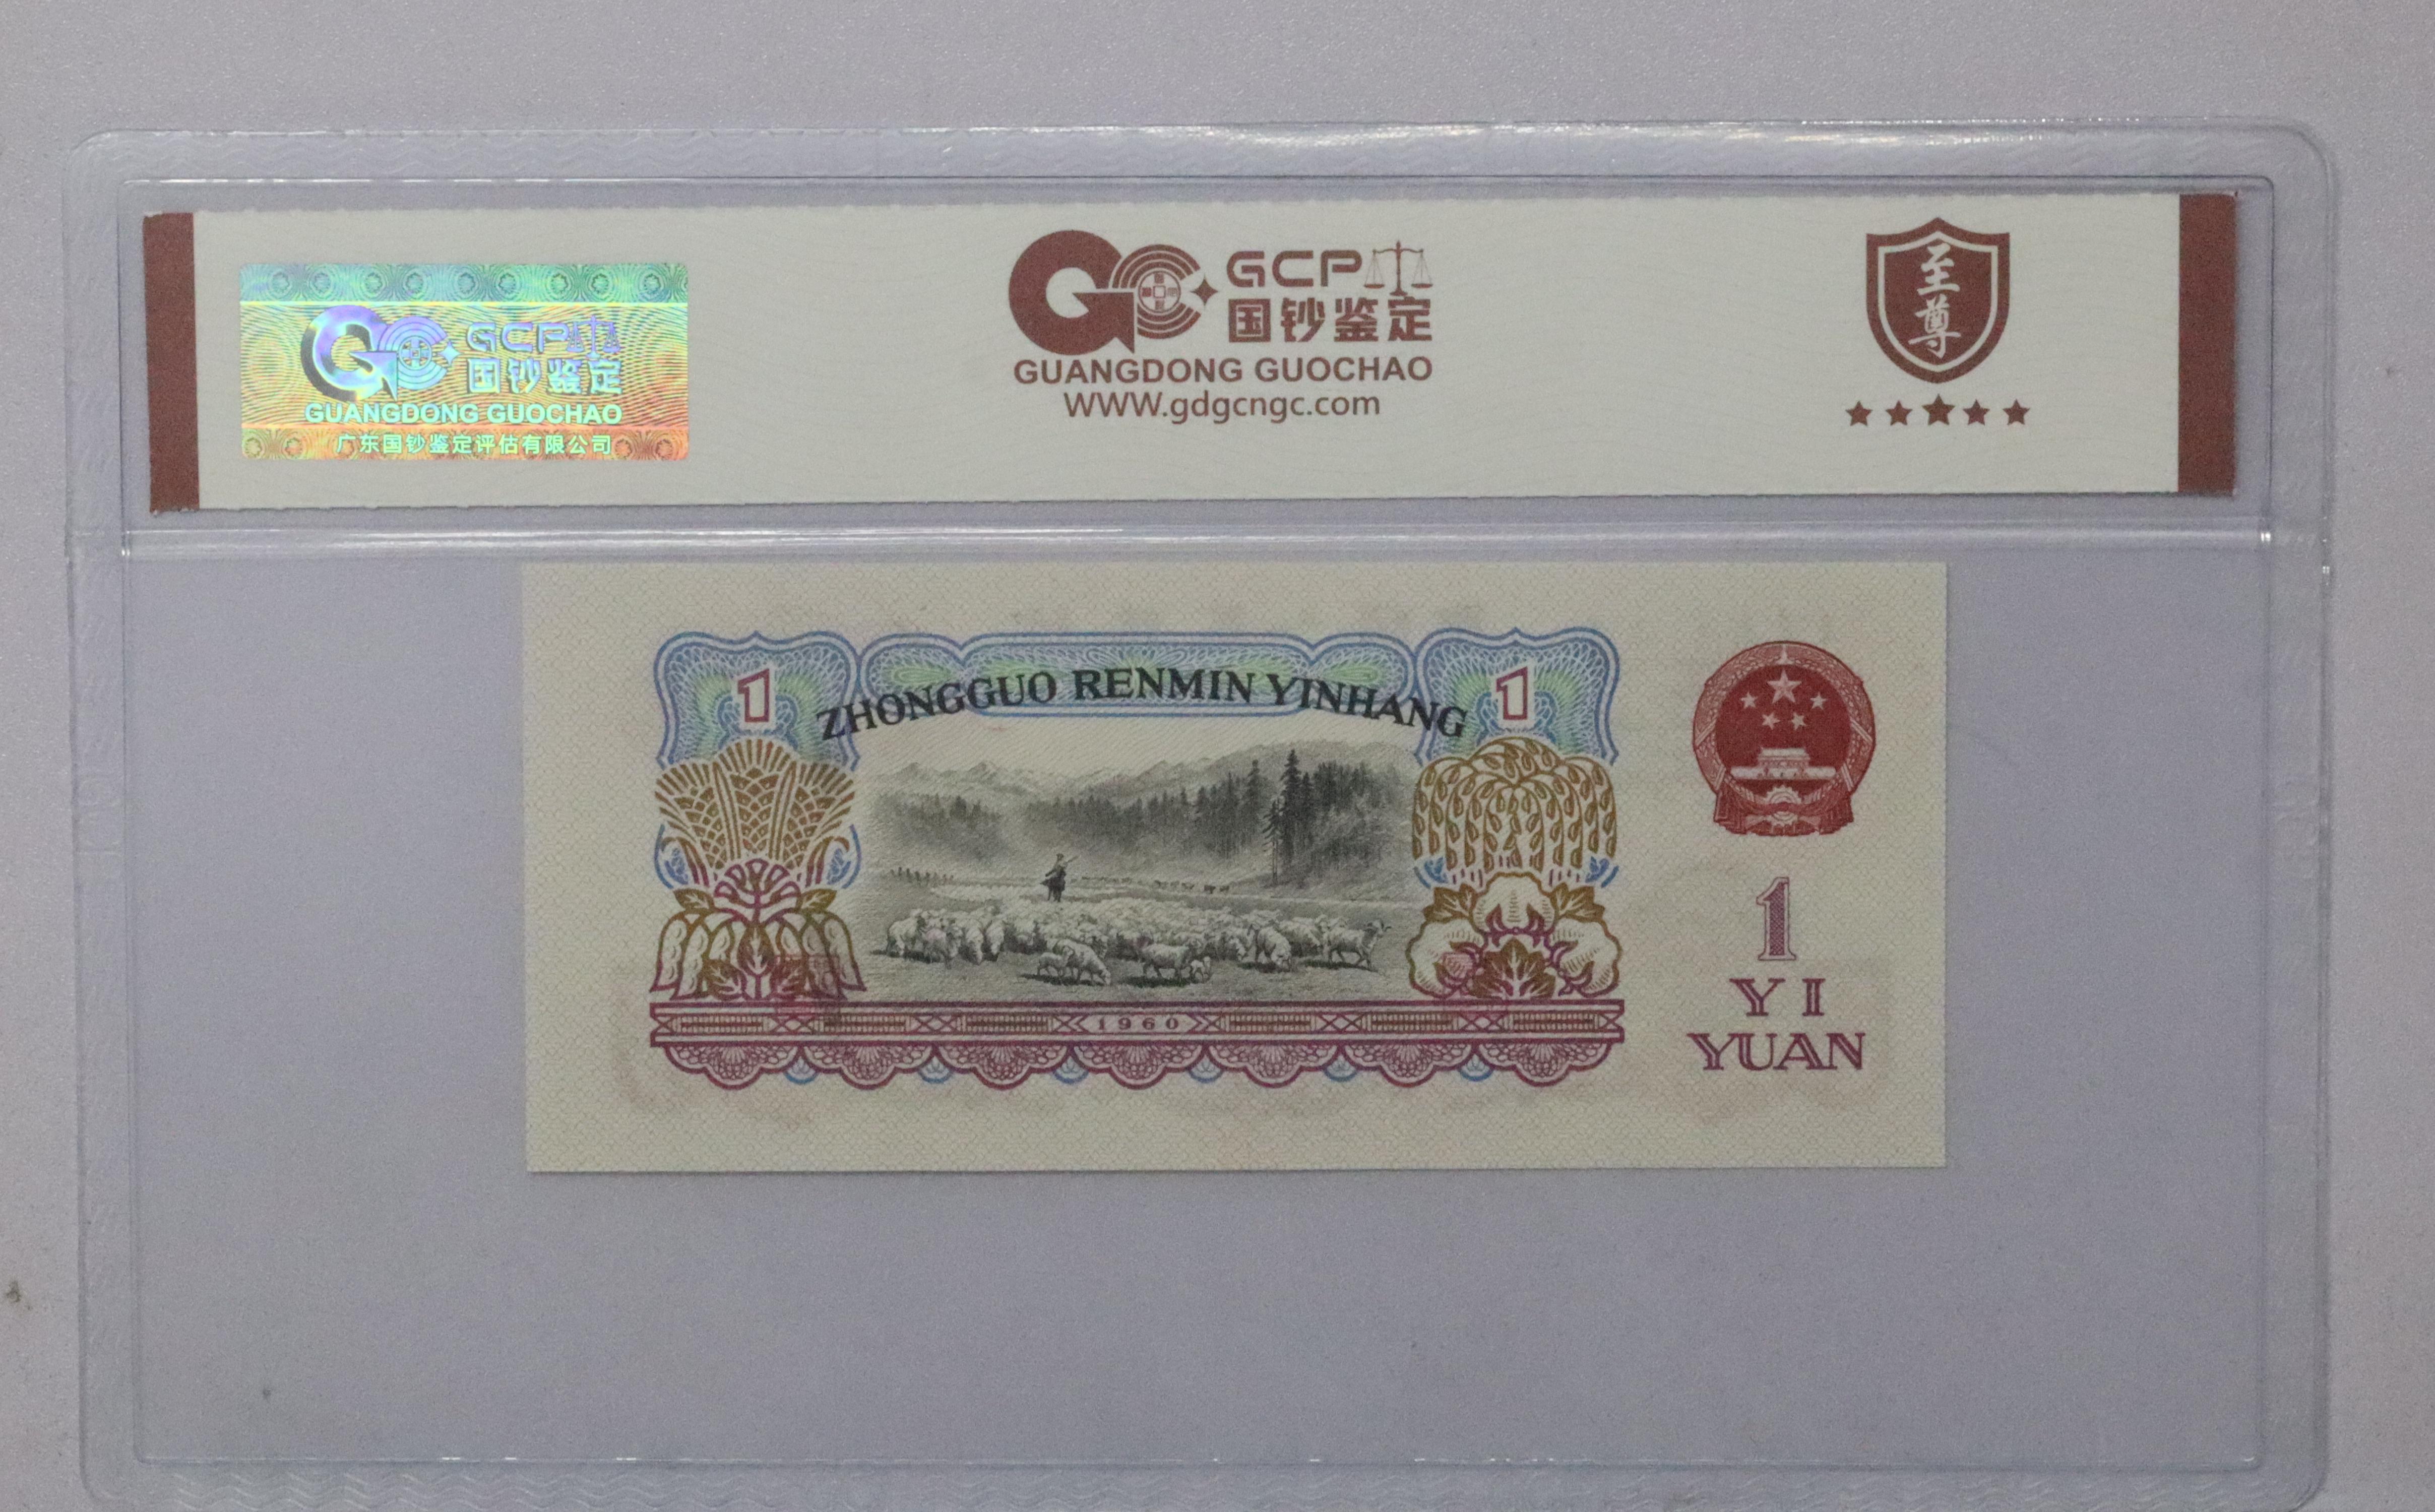 GCP
国钞鉴定
GUANGDONG GUOCHAO
广东国钞鉴定评估有限公司
GCP
国钞鉴定
GUANGDONG GUOCHAO
WWW.gdgcngc.com
至尊
1
ZHONGGUO RENMIN YINHANG
1
1960
1
YI
YUAN